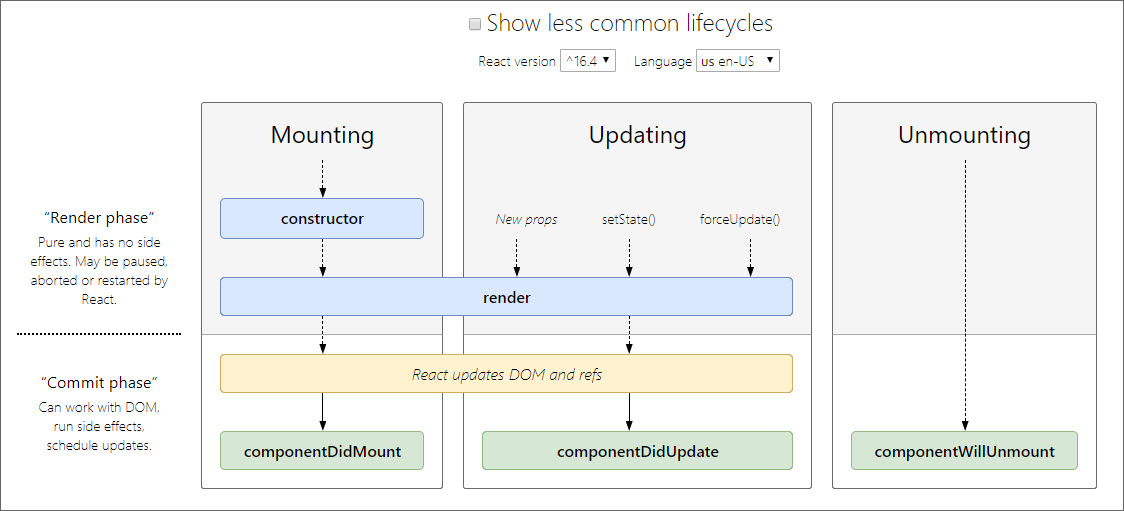 Show less common lifecycles
React version ^16.4 Language us en-US
Mounting
Updating
Unmounting
“Render phase”
Pure and has no side
effects. May be paused,
aborted or restarted by
React.
constructor
New props
setState()
forceUpdate()
render
“Commit phase”
Can work with DOM,
run side effects,
schedule updates.
React updates DOM and refs
componentDidMount
componentDidUpdate
componentWillUnmount